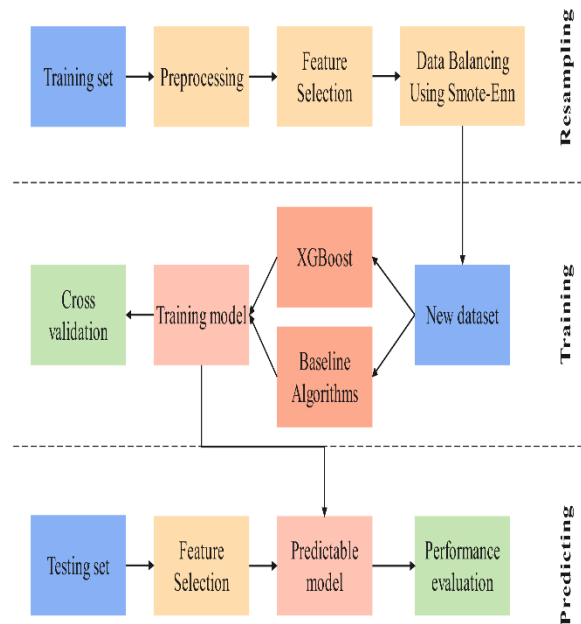 Training set
Preprocessing
Feature
Selection
Data Balancing
Using Smote-Enn
Resampling
XGBoost
Cross
validation
Training model
New dataset
Baseline
Algorithms
Training
Testing set
Feature
Selection
Predictable
model
Performance
evaluation
Predicting